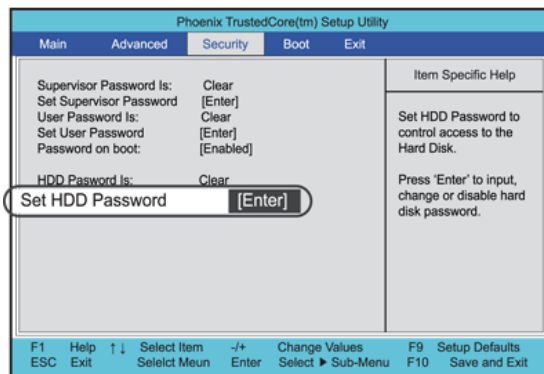 Phoenix TrustedCore(tm) Setup Utility
Main Advanced Security Boot Exit
Supervisor Password Is: Clear
Set Supervisor Password [Enter]
User Password Is: Clear
Set User Password [Enter]
Password on boot: [Enabled]
HDD Pasword Is: Clear
Set HDD Password [Enter]
Item Specific Help
Set HDD Password to
control access to the
Hard Disk.
Press ‘Enter’ to input,
change or disable hard
disk password.
F1 Help ↑↓ Select Item -/+ Change Values F9 Setup Defaults
ESC Exit Selelct Meun Enter Select ▶ Sub-Menu F10 Save and Exit